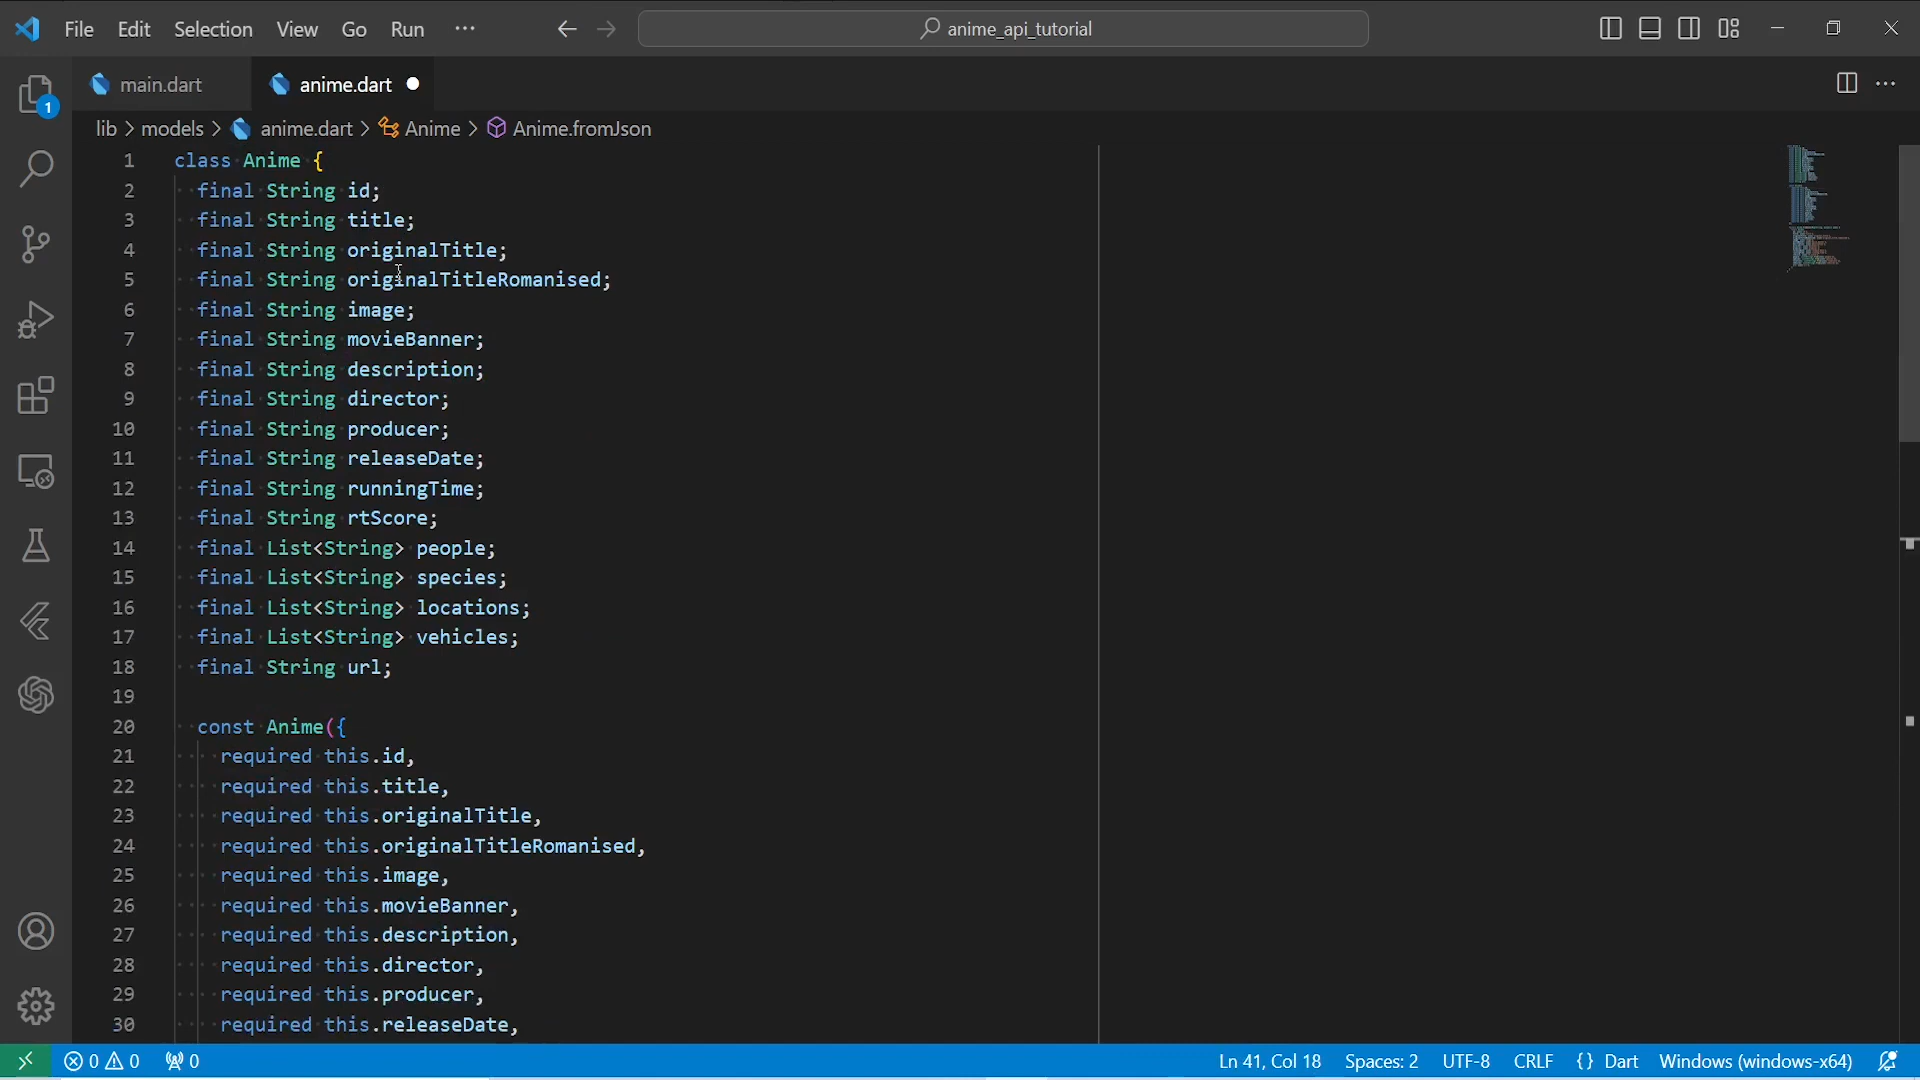 File Edit Selection View Go Run ··· anime_api_tutorial
1 main.dart anime.dart
lib > models > anime.dart > Anime > Anime.fromJson
1 class Anime {
2 final String id;
3 final String title;
4 final String originalTitle;
5 final String originalTitleRomanised;
6 final String image;
7 final String movieBanner;
8 final String description;
9 final String director;
10 final String producer;
11 final String releaseDate;
12 final String runningTime;
13 final String rtScore;
14 final List<String> people;
15 final List<String> species;
16 final List<String> locations;
17 final List<String> vehicles;
18 final String url;
19
20 const Anime({
21 required this.id,
22 required this.title,
23 required this.originalTitle,
24 required this.originalTitleRomanised,
25 required this.image,
26 required this.movieBanner,
27 required this.description,
28 required this.director,
29 required this.producer,
30 required this.releaseDate,
0 0 0 Ln 41, Col 18 Spaces: 2 UTF-8 CRLF {} Dart Windows (windows-x64)